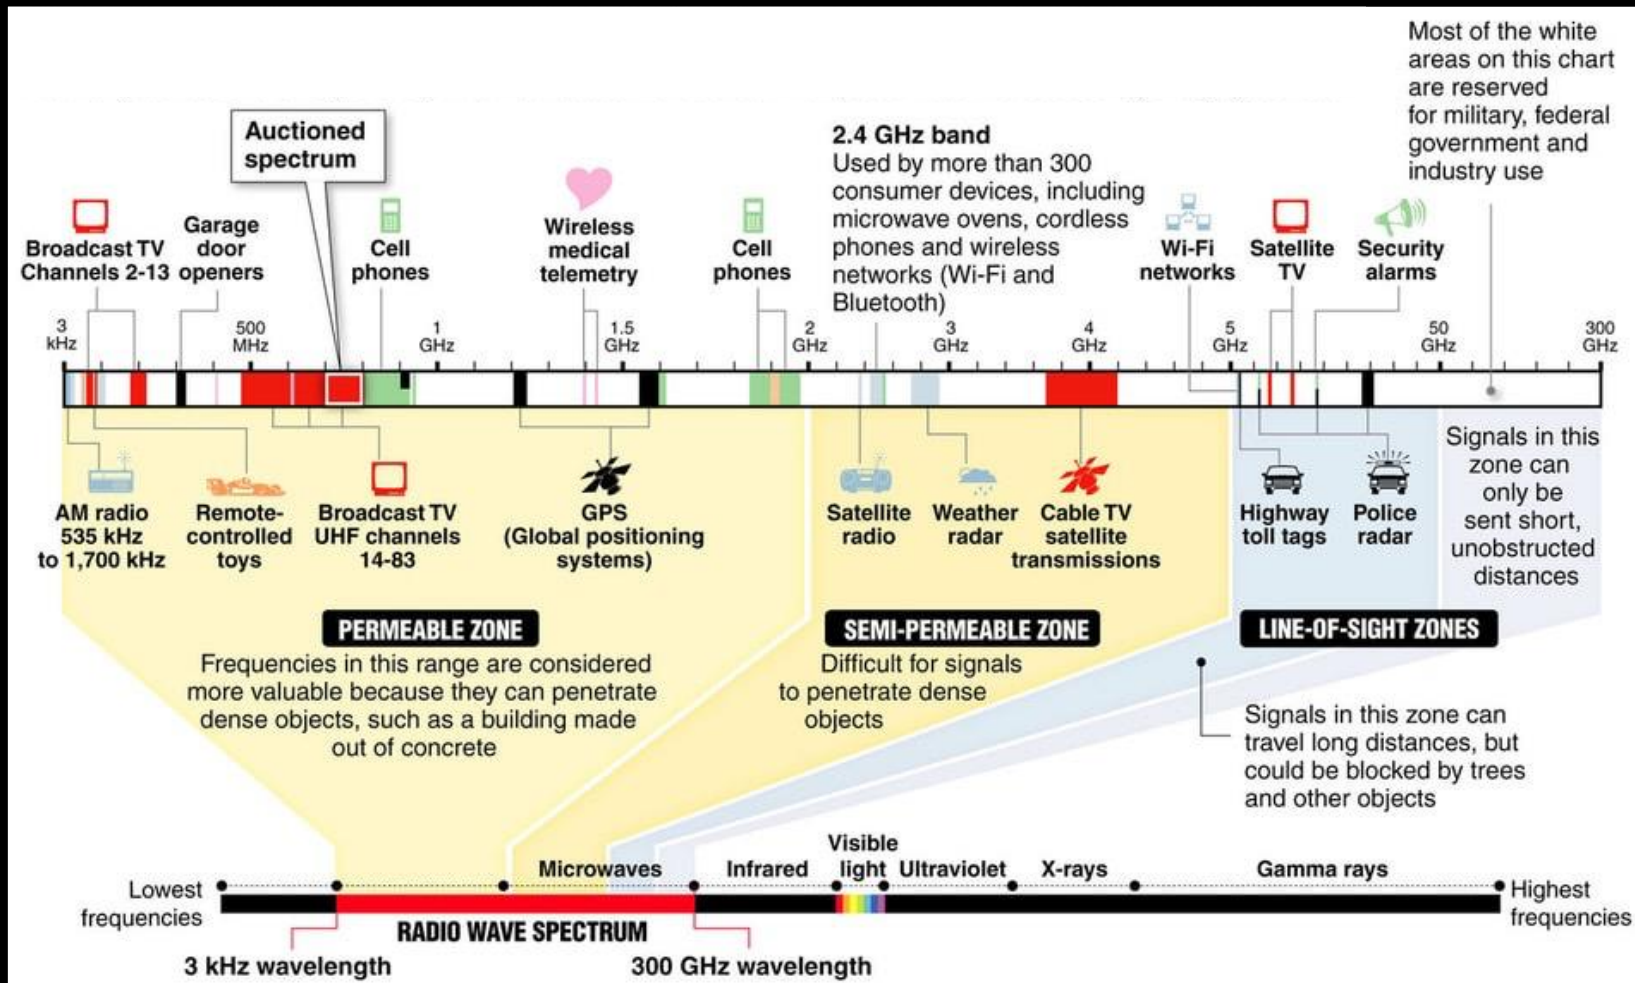 Most of the white
areas on this chart
are reserved
for military, federal
government and
industry use
Auctioned
spectrum
2.4 GHz band
Used by more than 300
consumer devices, including
microwave ovens, cordless
phones and wireless
networks (Wi-Fi and
Bluetooth)
Broadcast TV
Channels 2-13
Garage
door
openers
Cell
phones
Wireless
medical
telemetry
Cell
phones
Wi-Fi
networks
Satellite
TV
Security
alarms
3
kHz
500
MHz
1
GHz
1.5
GHz
2
GHz
3
GHz
4
GHz
5
GHz
50
GHz
300
GHz
AM radio
535 kHz
to 1,700 kHz
Remote-
controlled
toys
Broadcast TV
UHF channels
14-83
GPS
(Global positioning
systems)
Satellite
radio
Weather
radar
Cable TV
satellite
transmissions
Highway
toll tags
Police
radar
Signals in this
zone can
only be
sent short,
unobstructed
distances
PERMEABLE ZONE
Frequencies in this range are considered
more valuable because they can penetrate
dense objects, such as a building made
out of concrete
SEMI-PERMEABLE ZONE
Difficult for signals
to penetrate dense
objects
LINE-OF-SIGHT ZONES
Signals in this zone can
travel long distances, but
could be blocked by trees
and other objects
Lowest
frequencies
Microwaves
Infrared
Visible
light
Ultraviolet
X-rays
Gamma rays
Highest
frequencies
RADIO WAVE SPECTRUM
3 kHz wavelength
300 GHz wavelength